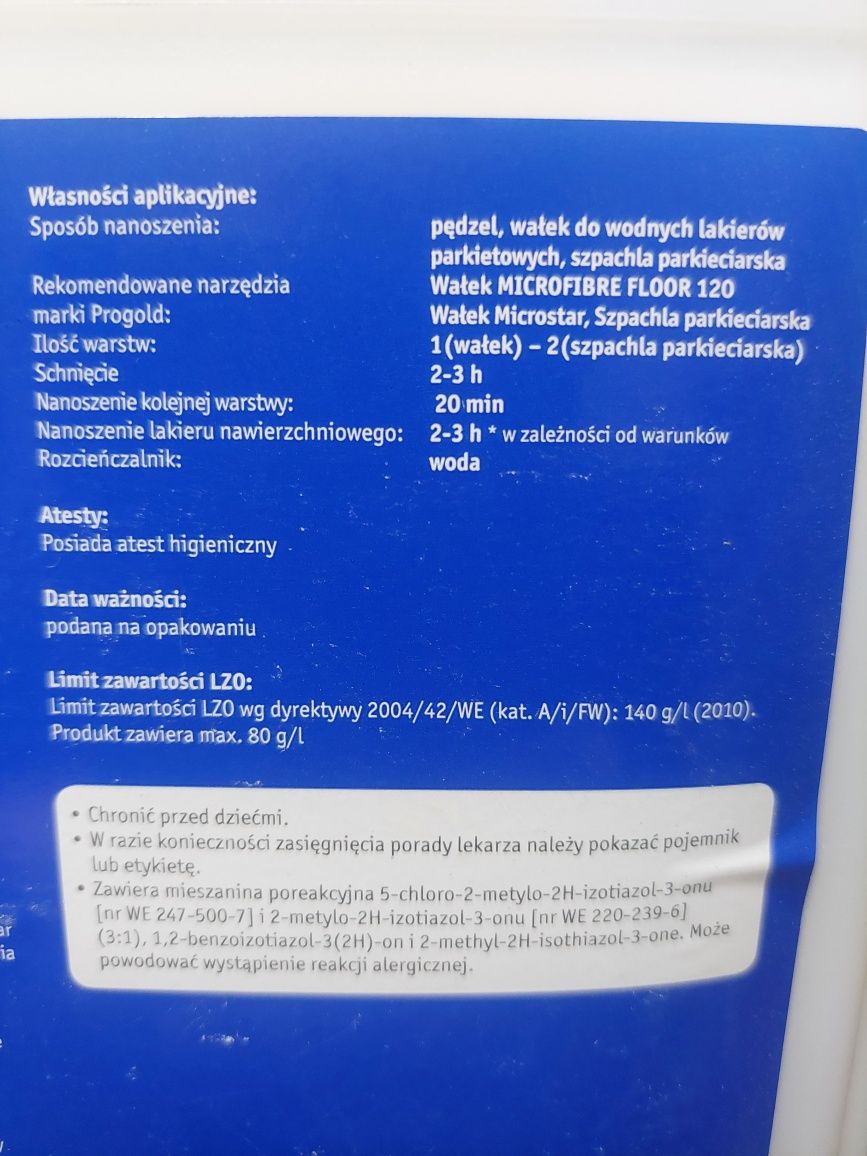 Własności aplikacyjne:
Sposób nanoszenia: pędzel, wałek do wodnych lakierów
parkietowych, szpachla parkieciarska
Rekomendowane narzędzia Wałek MICROFIBRE FLOOR 120
marki Progold: Wałek Microstar, Szpachla parkieciarska
Ilość warstw: 1(wałek) – 2(szpachla parkieciarska)
Schnięcie 2-3 h
Nanoszenie kolejnej warstwy: 20 min
Nanoszenie lakieru nawierzchniowego: 2-3 h * w zależności od warunków
Rozcieńczalnik: woda
Atesty:
Posiada atest higieniczny
Data ważności:
podana na opakowaniu
Limit zawartości LZO:
Limit zawartości LZO wg dyrektywy 2004/42/WE (kat. A/i/FW): 140 g/l (2010).
Produkt zawiera max. 80 g/l
• Chronić przed dziećmi.
• W razie konieczności zasięgnięcia porady lekarza należy pokazać pojemnik
lub etykietę.
• Zawiera mieszanina poreakcyjna 5-chloro-2-metylo-2H-izotiazol-3-onu
[nr WE 247-500-7] i 2-metylo-2H-izotiazol-3-onu [nr WE 220-239-6]
(3:1), 1,2-benzoizotiazol-3(2H)-on i 2-methyl-2H-isothiazol-3-one. Może
powodować wystąpienie reakcji alergicznej.